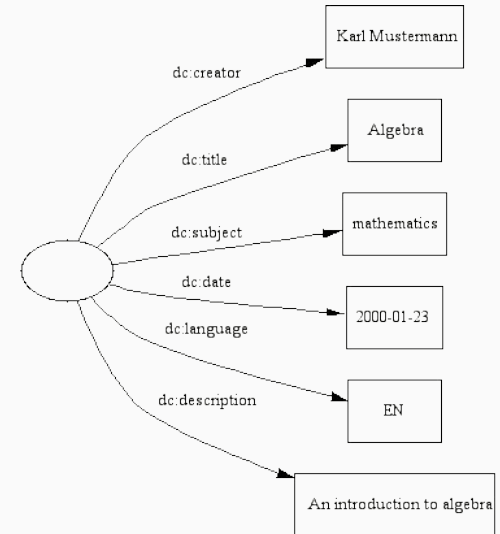 Karl Mustermann
dc:creator
Algebra
dc:title
mathematics
dc:subject
dc:date
2000-01-23
dc:language
EN
dc:description
An introduction to algebra